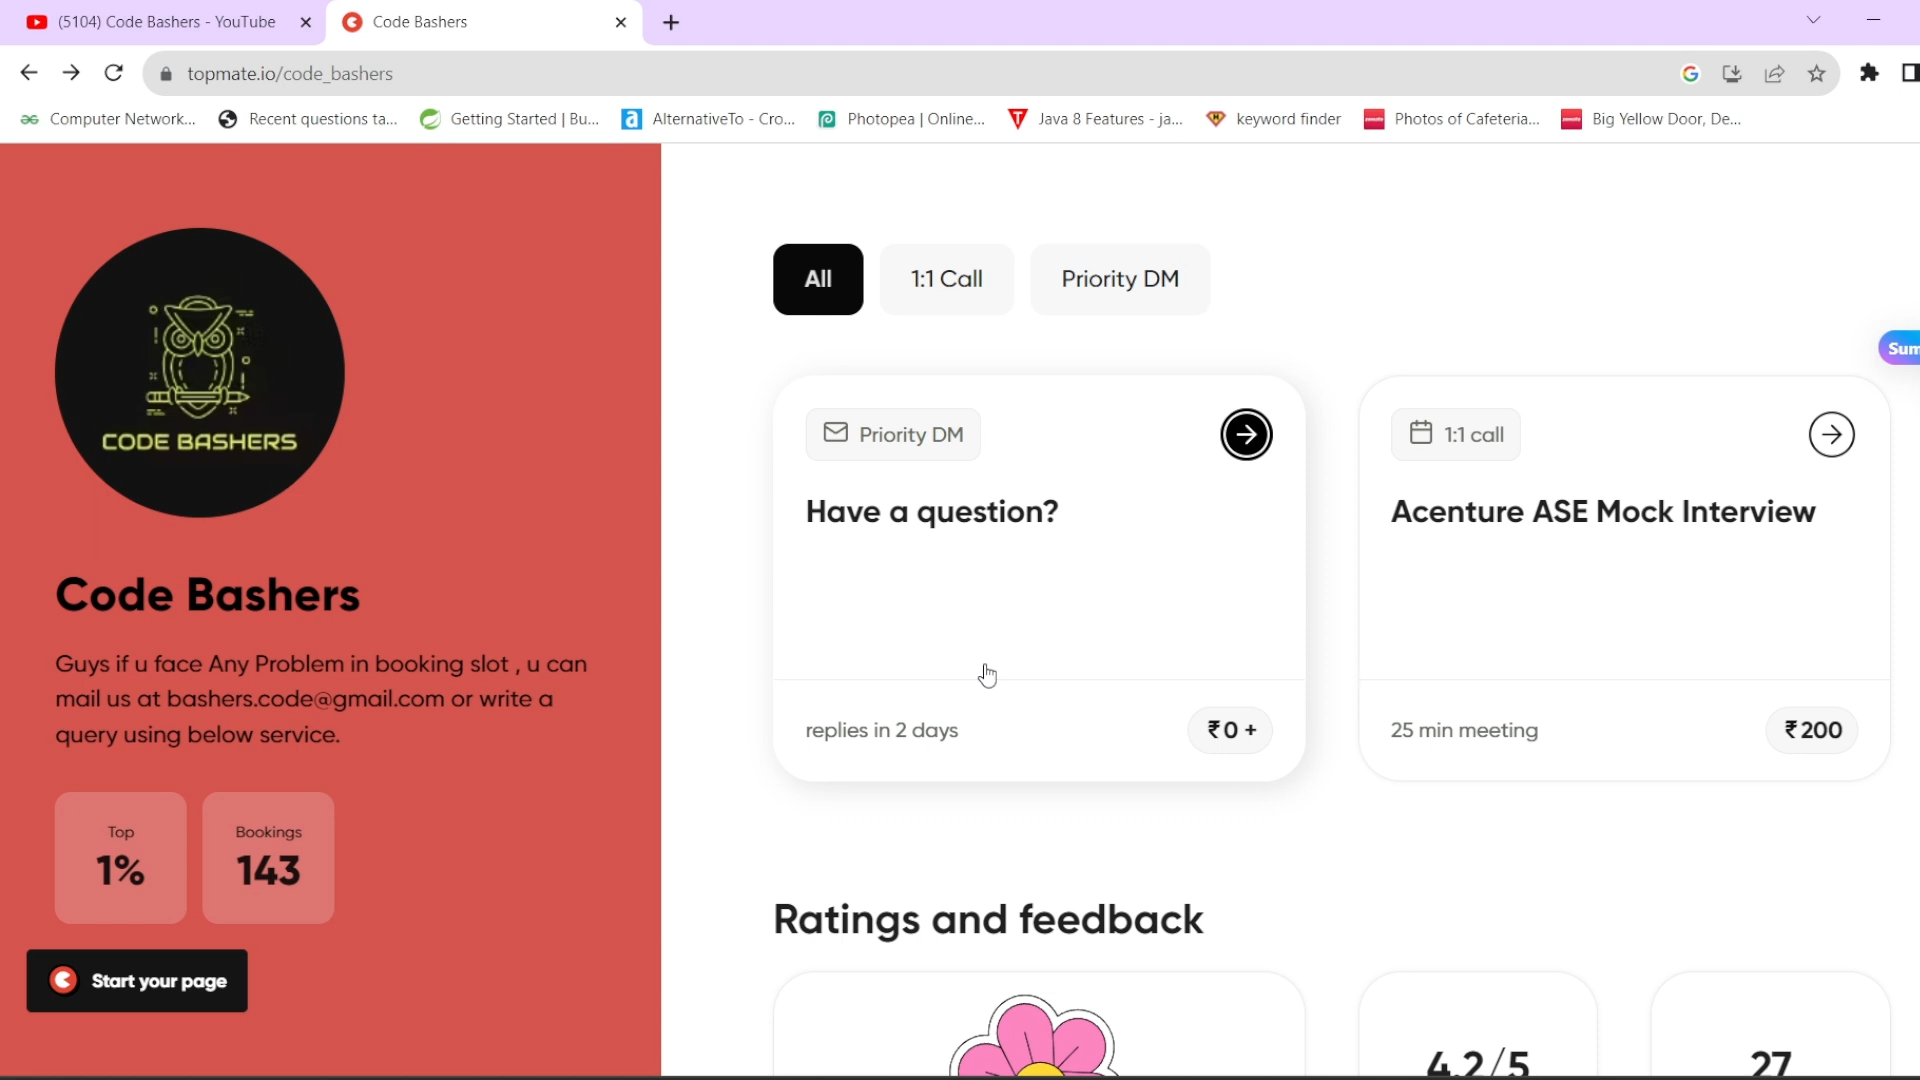 (5104) Code Bashers - YouTube
Code Bashers
topmate.io/code_bashers
Computer Network...
Recent questions ta...
Getting Started | Bu...
AlternativeTo - Cro...
Photopea | Online...
Java 8 Features - ja...
keyword finder
Photos of Cafeteria...
Big Yellow Door, De...
CODE BASHERS
Code Bashers
Guys if u face Any Problem in booking slot , u can
mail us at bashers.code@gmail.com or write a
query using below service.
Top
1%
Bookings
143
Start your page
All
1:1 Call
Priority DM
Sum
Priority DM
Have a question?
replies in 2 days
₹0 +
1:1 call
Acenture ASE Mock Interview
25 min meeting
₹200
Ratings and feedback
4.2/5
27